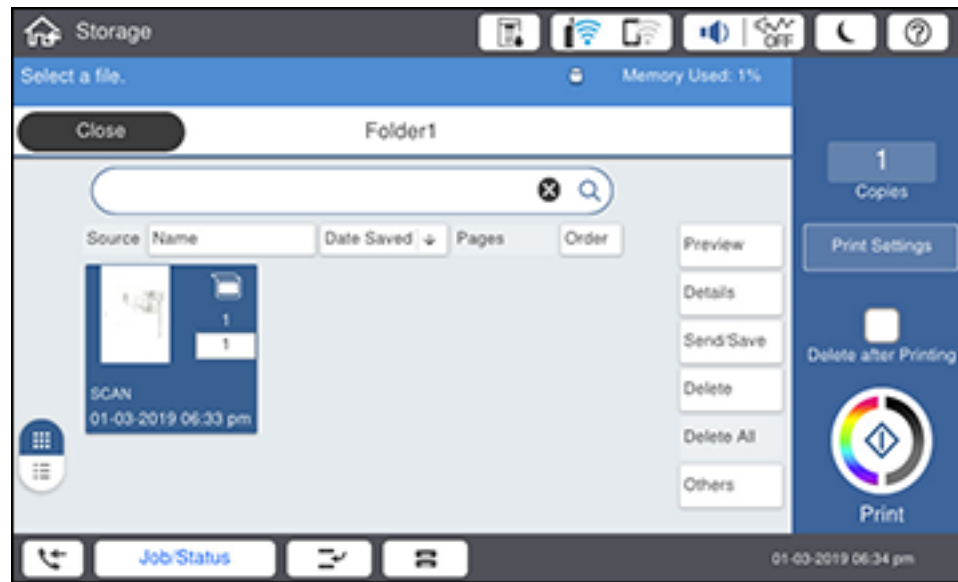 Storage
OFF
Select a file.
Memory Used: 1%
Close
Folder1
1
Copies
Source
Name
Date Saved
Pages
Order
Preview
Print Settings
Details
1
1
Send/Save
Delete after Printing
SCAN
Delete
01-03-2019 06:33 pm
Delete All
Others
Print
Job/Status
01-03-2019 06:34 pm